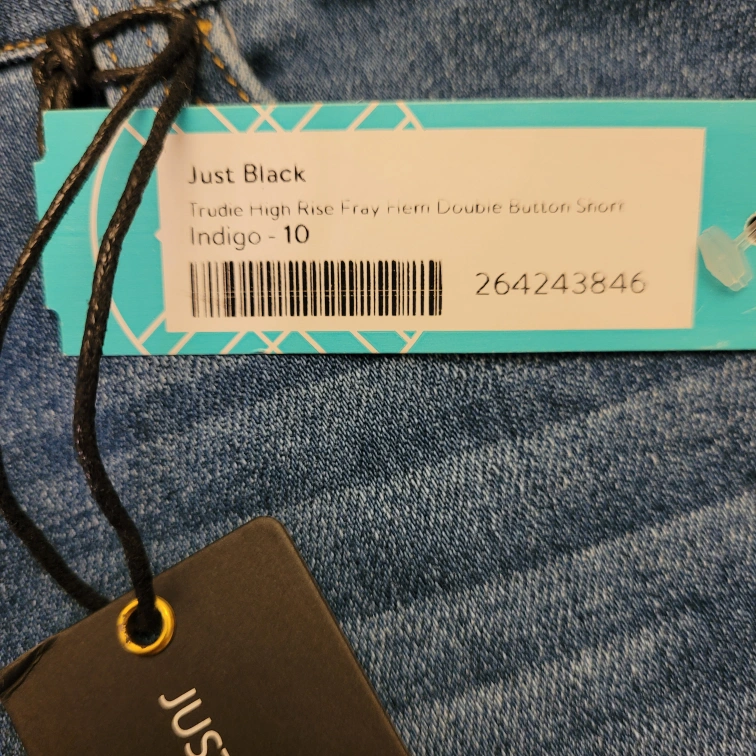 Just Black
Trudie High Rise Fray Hem Double Button Short
Indigo - 10
264243846
JUST